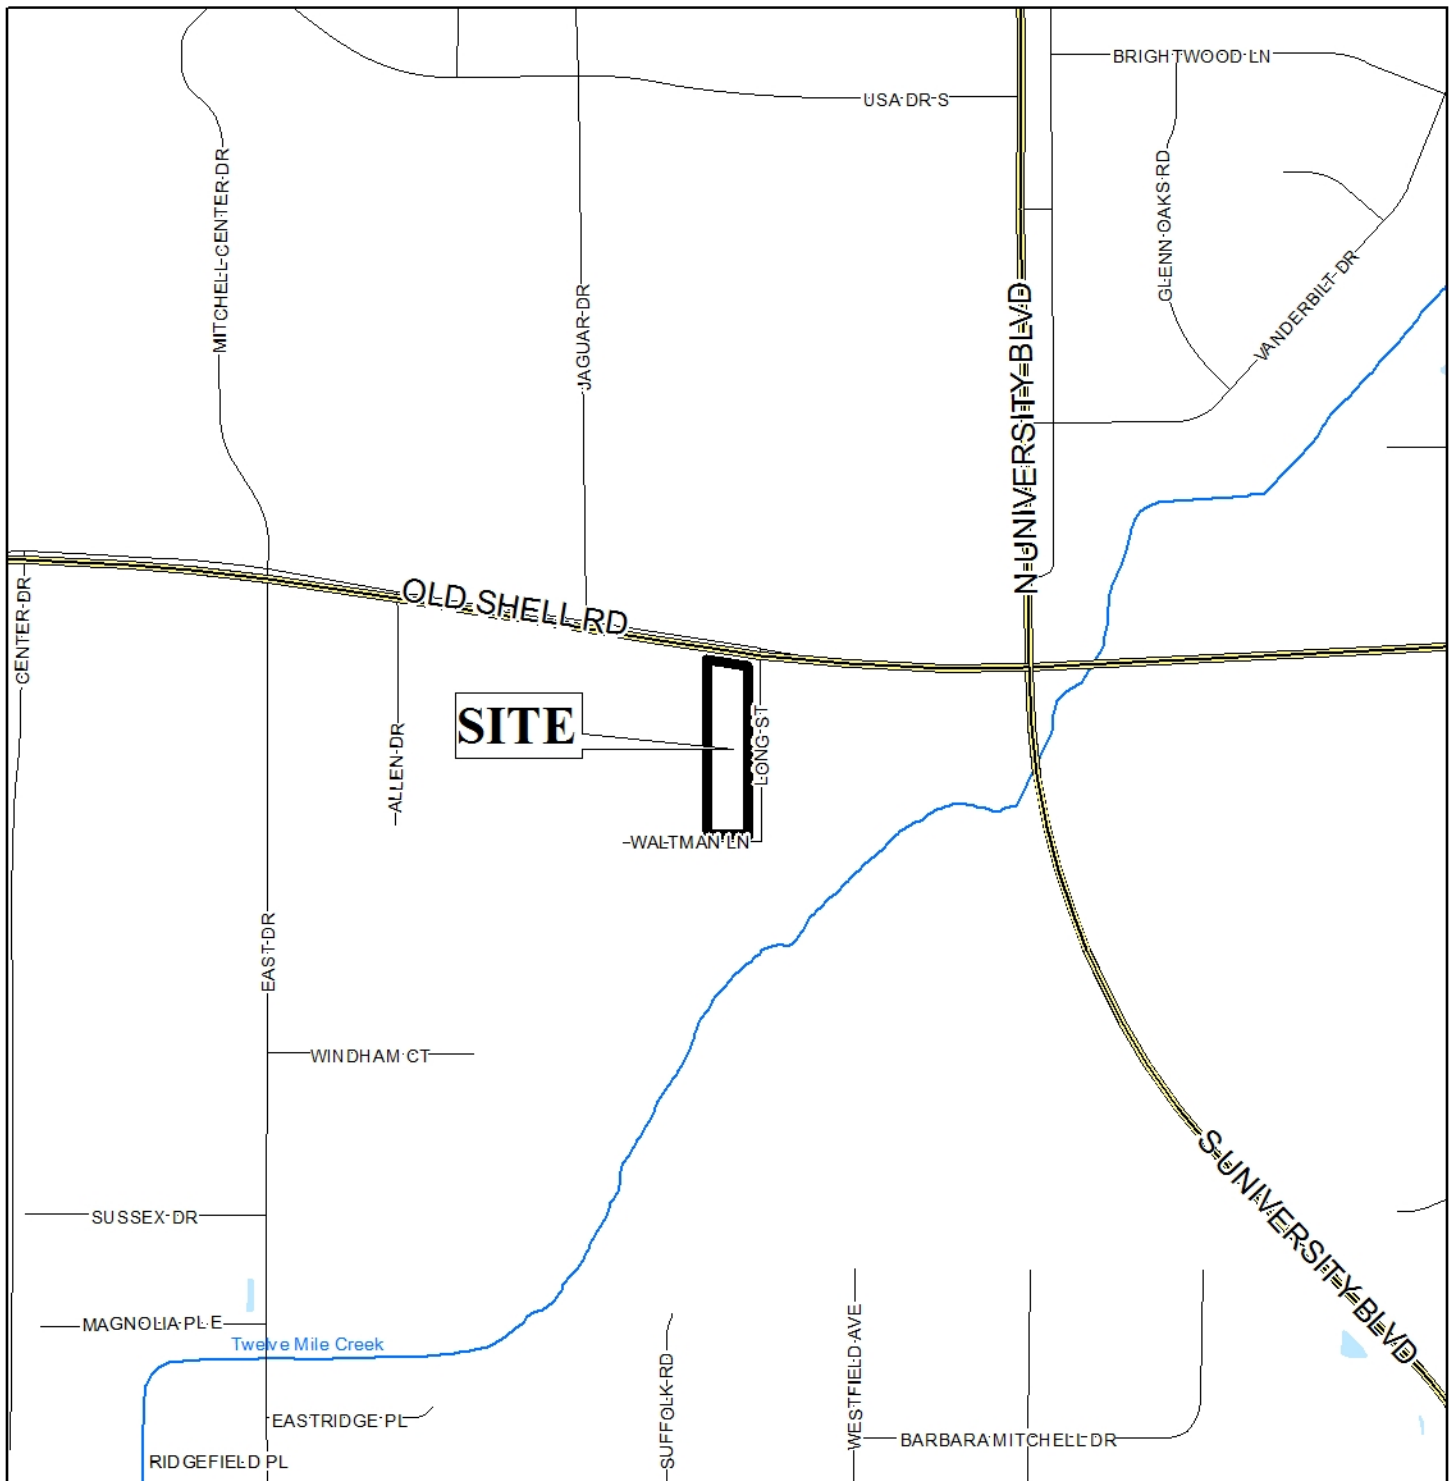 BRIGHTWOOD LN
USA DR S
MITCHELL CENTER DR
GLENN OAKS RD
VANDERBILT DR
JAGUAR DR
N UNIVERSITY BLVD
OLD SHELL RD
CENTER DR
SITE
LONG ST
ALLEN DR
WALTMAN LN
EAST DR
WINDHAM CT
S UNIVERSITY BLVD
SUSSEX DR
MAGNOLIA PL E
Twelve Mile Creek
SUFFOLK RD
WESTFIELD AVE
EASTRIDGE PL
BARBARA MITCHELL DR
RIDGEFIELD PL